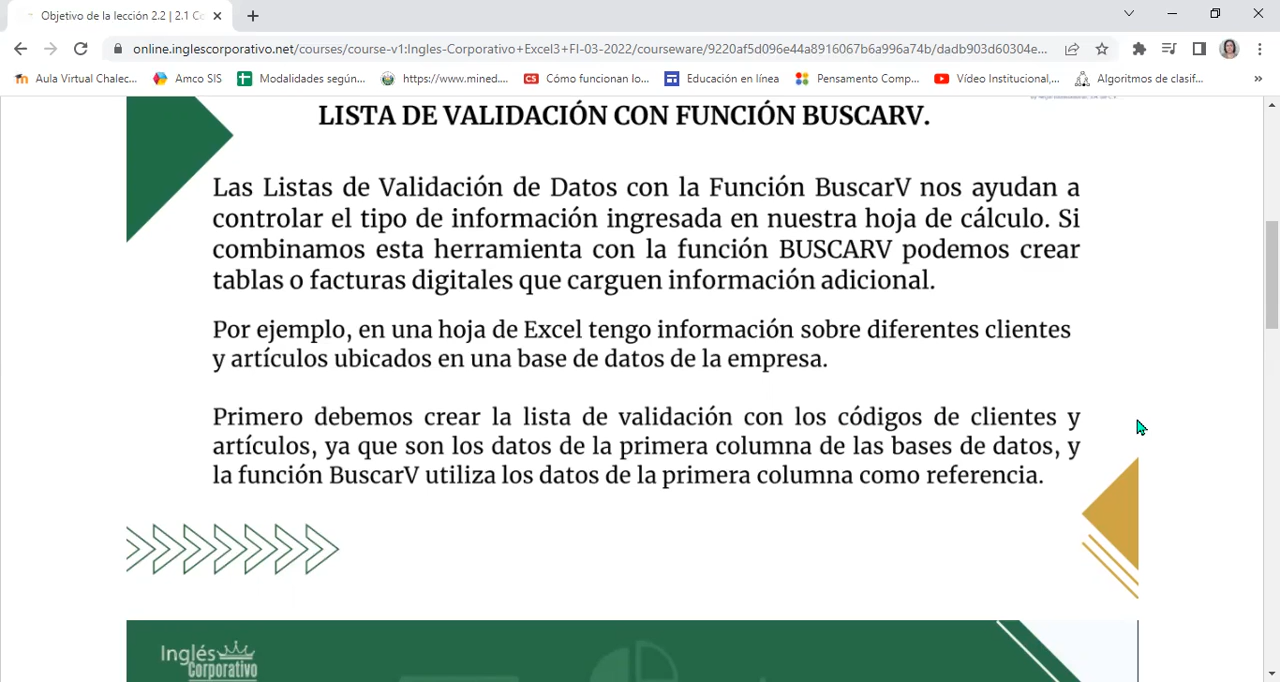 Objetivo de la lección 2.2 | 2.1 Co
online.inglescorporativo.net/courses/course-v1:Ingles-Corporativo+Excel3+FI-03-2022/courseware/9220af5d096e44a8916067b6a996a74b/dadb903d60304e...
Aula Virtual Chalec... Amco SIS Modalidades según... https://www.mined.... CS Cómo funcionan lo... Educación en línea Pensamento Comp... Vídeo Institucional,... Algoritmos de clasif... »
LISTA DE VALIDACIÓN CON FUNCIÓN BUSCARV.
Las Listas de Validación de Datos con la Función BuscarV nos ayudan a
controlar el tipo de información ingresada en nuestra hoja de cálculo. Si
combinamos esta herramienta con la función BUSCARV podemos crear
tablas o facturas digitales que carguen información adicional.
Por ejemplo, en una hoja de Excel tengo información sobre diferentes clientes
y artículos ubicados en una base de datos de la empresa.
Primero debemos crear la lista de validación con los códigos de clientes y
artículos, ya que son los datos de la primera columna de las bases de datos, y
la función BuscarV utiliza los datos de la primera columna como referencia.
Inglés
Corporativo